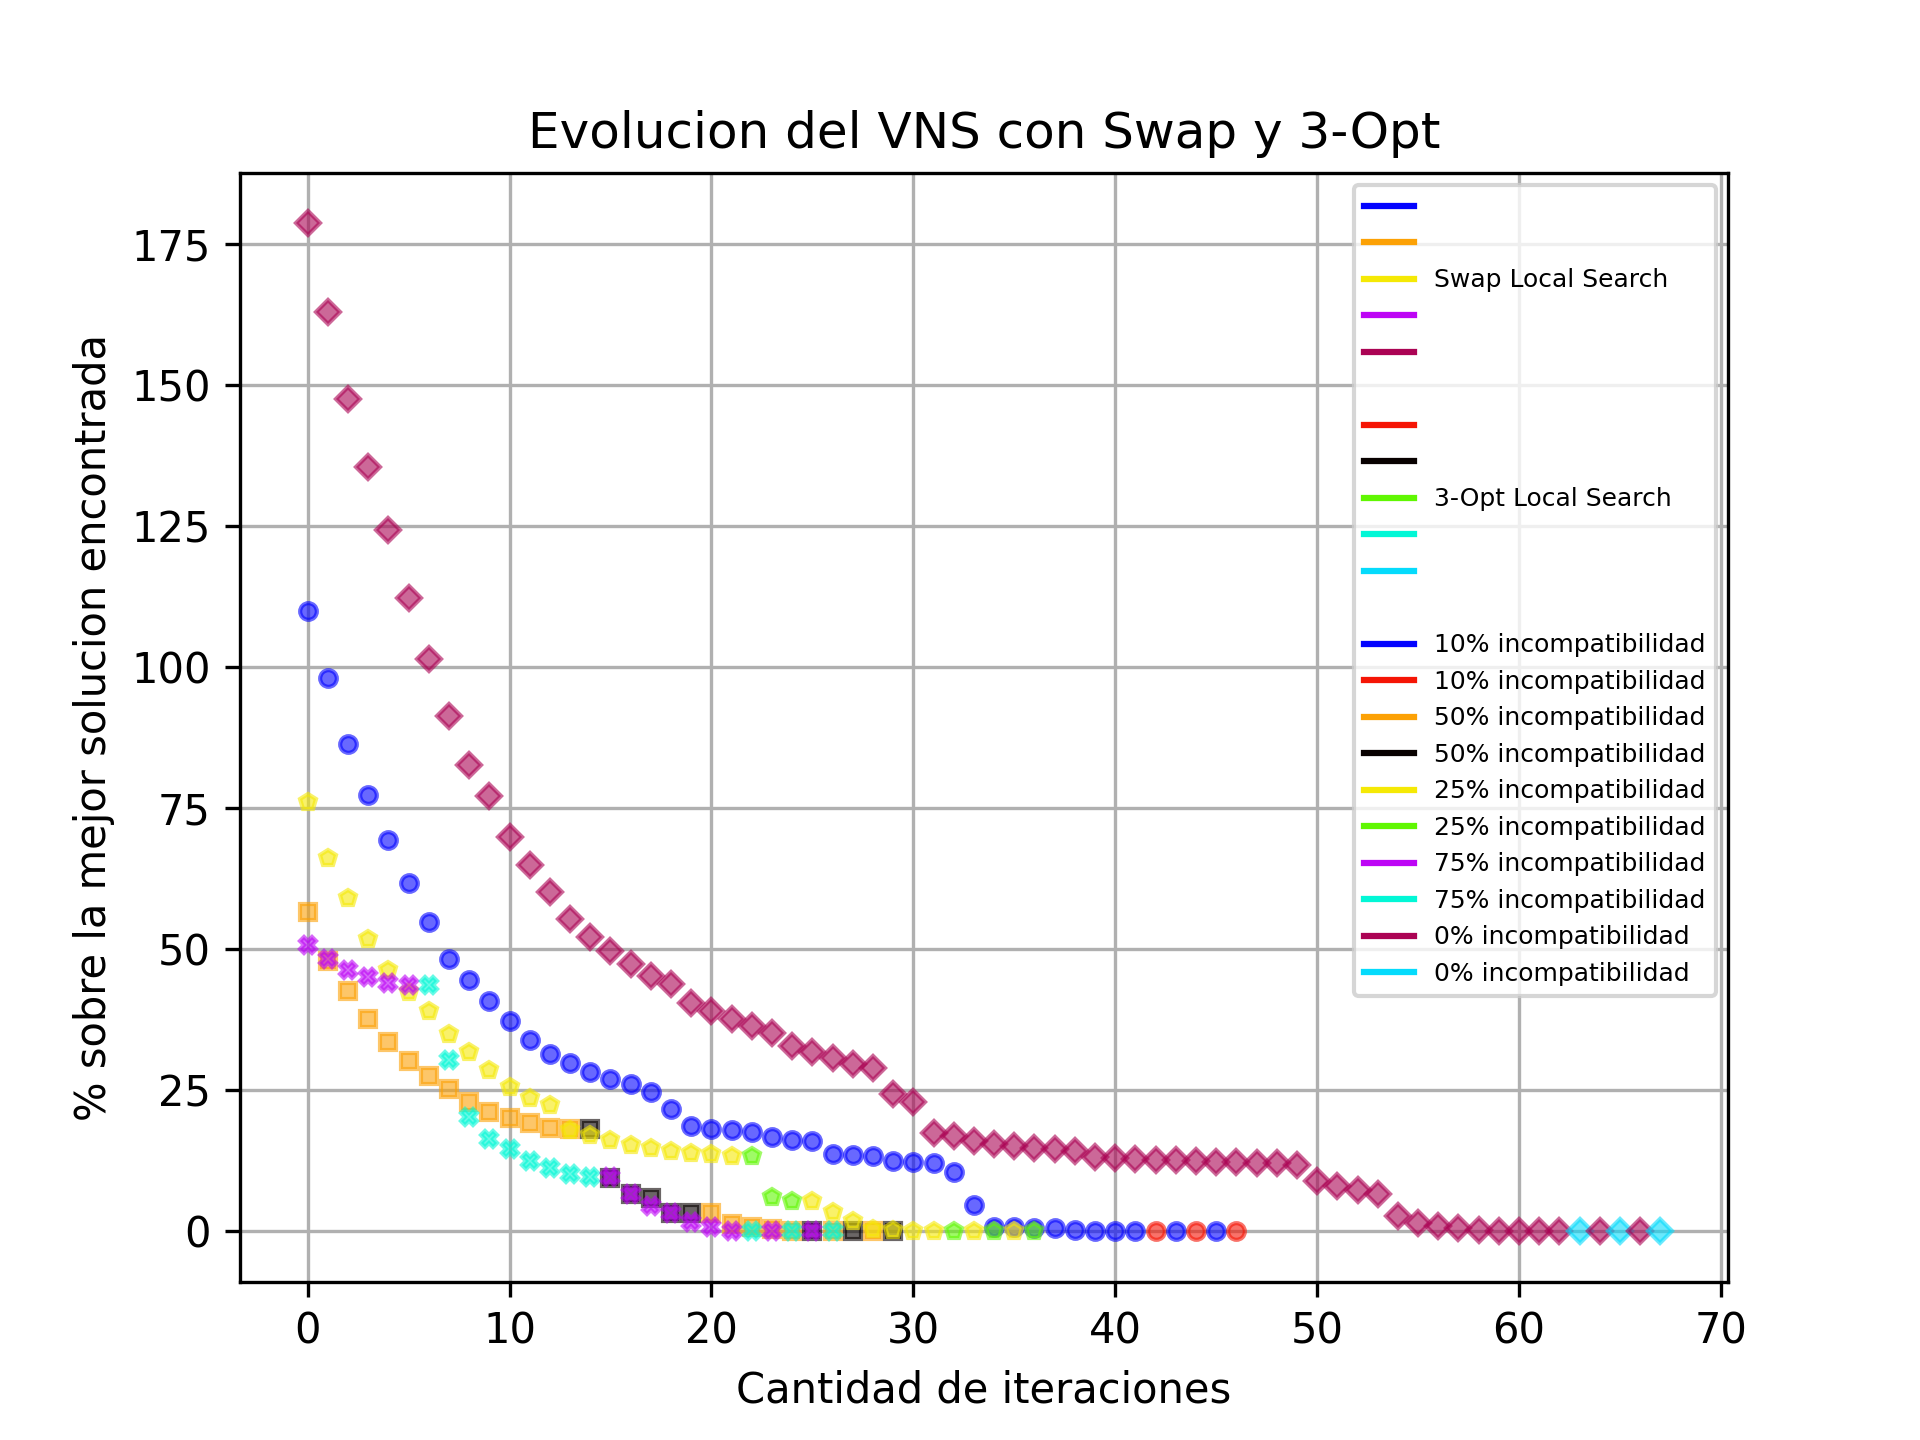 Evolucion del VNS con Swap y 3-Opt
% sobre la mejor solucion encontrada
175
150
125
100
75
50
25
0
Swap Local Search
3-Opt Local Search
10% incompatibilidad
10% incompatibilidad
50% incompatibilidad
50% incompatibilidad
25% incompatibilidad
25% incompatibilidad
75% incompatibilidad
75% incompatibilidad
0% incompatibilidad
0% incompatibilidad
0 10 20 30 40 50 60 70
Cantidad de iteraciones